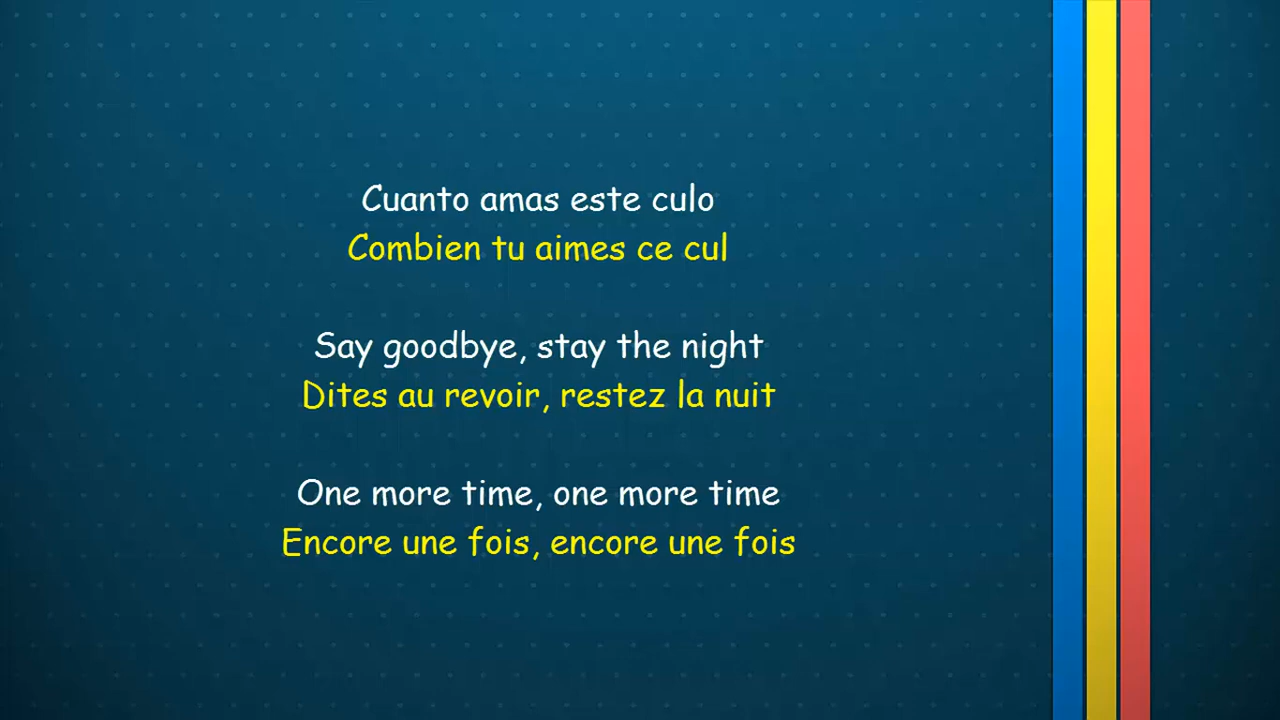 Cuanto amas este culo
Combien tu aimes ce cul
Say goodbye, stay the night
Dites au revoir, restez la nuit
One more time, one more time
Encore une fois, encore une fois